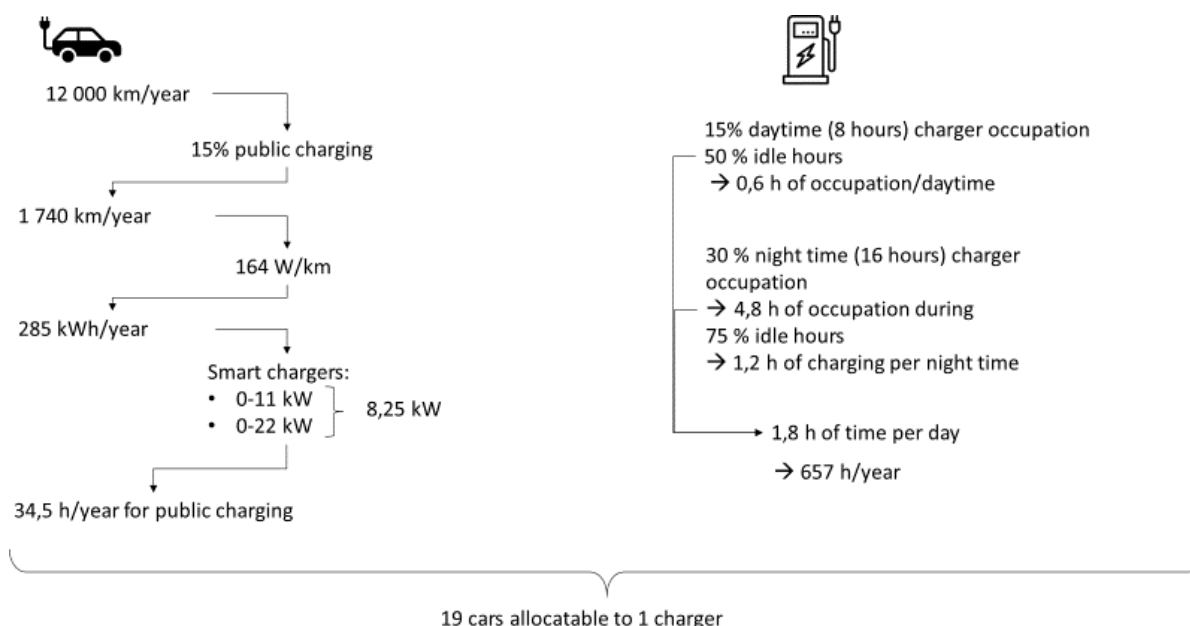 12 000 km/year
15% public charging
1 740 km/year
164 W/km
285 kWh/year
Smart chargers:
• 0-11 kW
• 0-22 kW
8,25 kW
34,5 h/year for public charging
15% daytime (8 hours) charger occupation
50 % idle hours
→ 0,6 h of occupation/daytime
30 % night time (16 hours) charger
occupation
→ 4,8 h of occupation during
75 % idle hours
→ 1,2 h of charging per night time
1,8 h of time per day
→ 657 h/year
19 cars allocatable to 1 charger